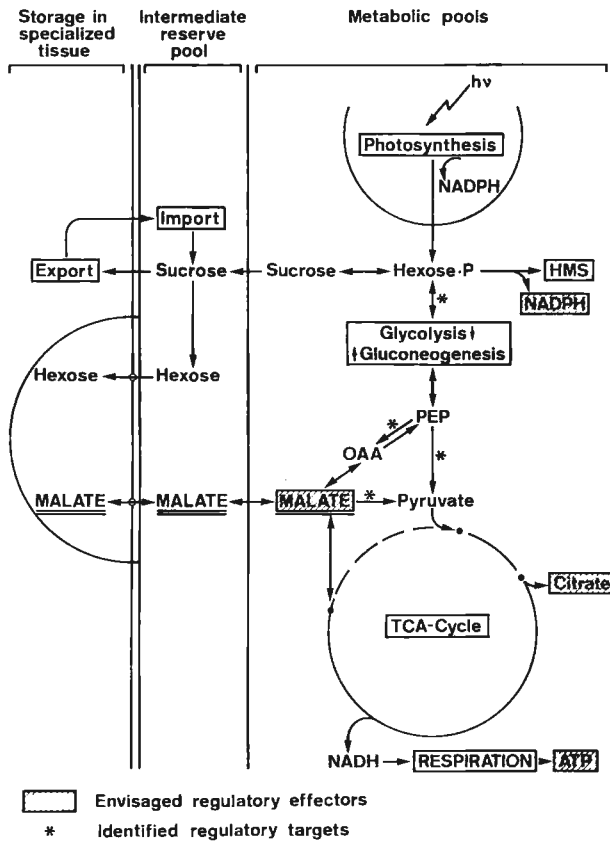 Storage in specialized tissue
Intermediate reserve pool
Metabolic pools
hν
Photosynthesis
NADPH
Import
Export
Sucrose
Sucrose
Hexose·P
HMS
*
NADPH
Glycolysis
Gluconeogenesis
Hexose
Hexose
PEP
*
OAA
*
MALATE
MALATE
MALATE
*
Pyruvate
Citrate
TCA-Cycle
NADH
RESPIRATION
ATP
Envisaged regulatory effectors
* Identified regulatory targets